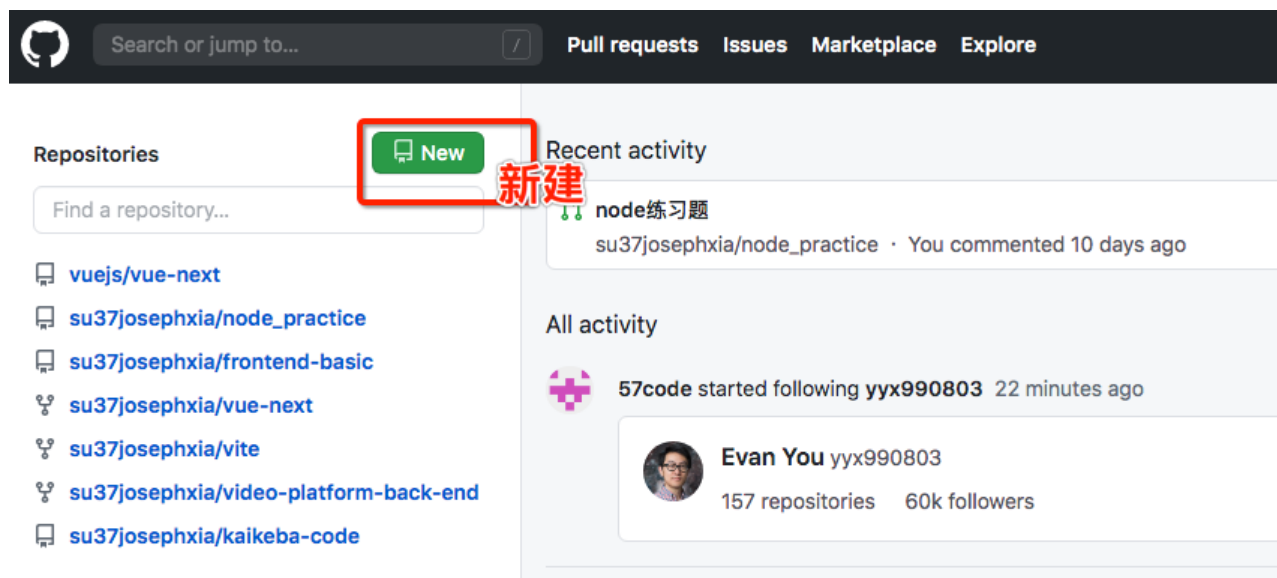 Search or jump to...
/
Pull requests Issues Marketplace Explore
Repositories
New
新建
Find a repository...
vuejs/vue-next
su37josephxia/node_practice
su37josephxia/frontend-basic
su37josephxia/vue-next
su37josephxia/vite
su37josephxia/video-platform-back-end
su37josephxia/kaikeba-code
Recent activity
node练习题
su37josephxia/node_practice · You commented 10 days ago
All activity
57code started following yyx990803 22 minutes ago
Evan You yyx990803
157 repositories 60k followers